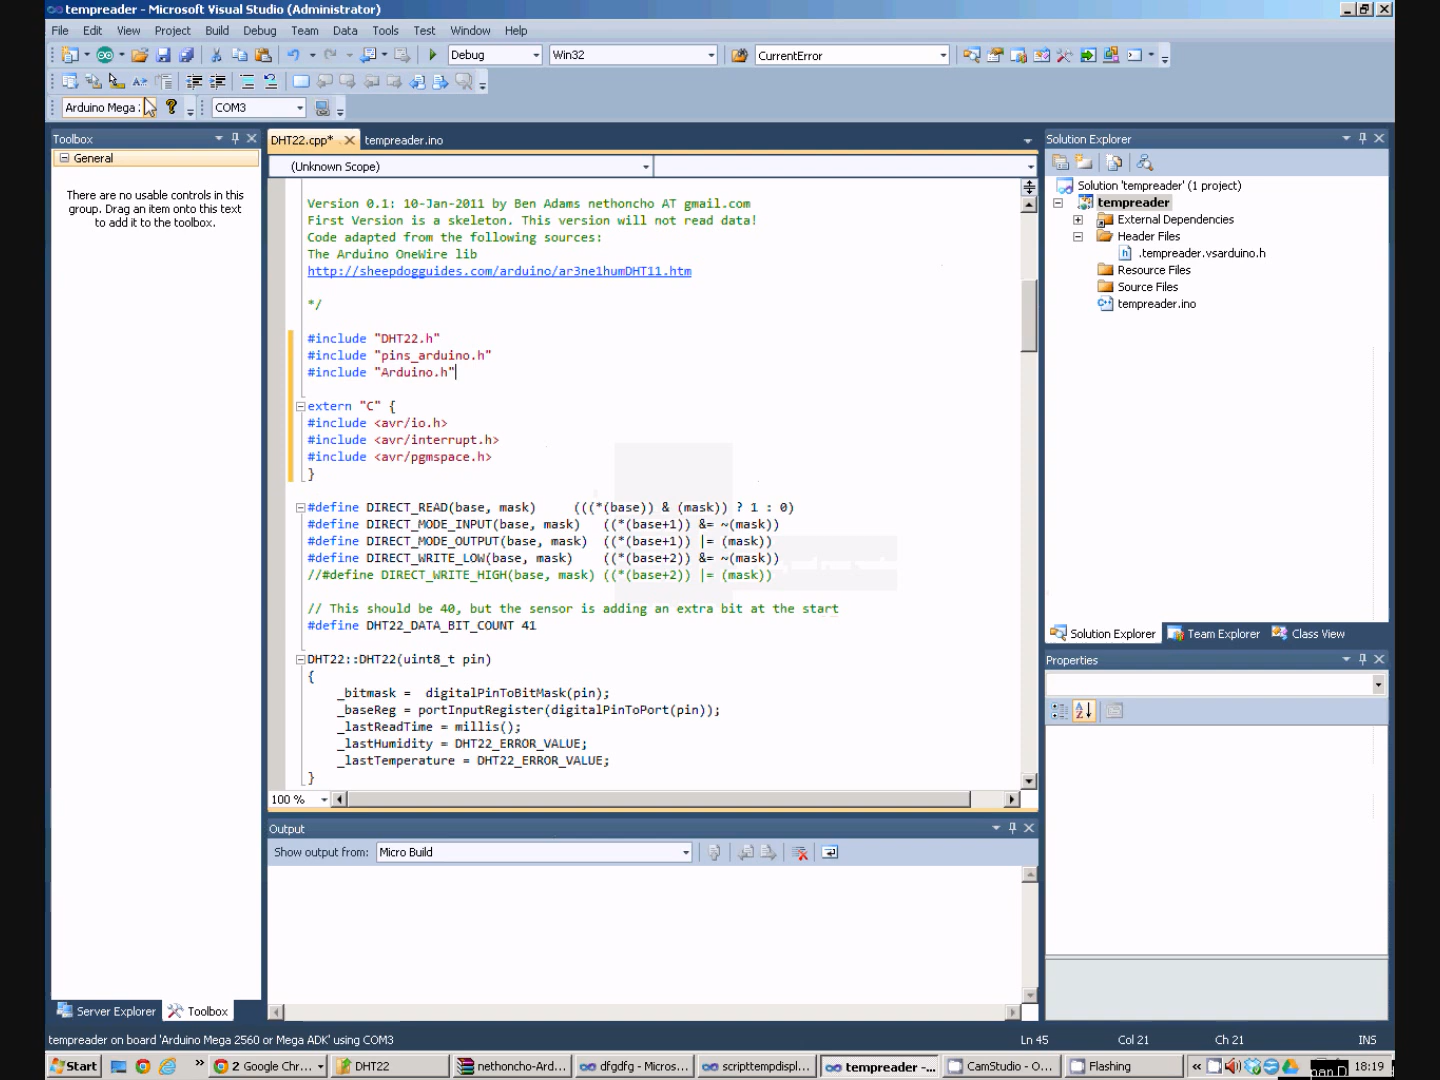 tempreader - Microsoft Visual Studio (Administrator)
File Edit View Project Build Debug Team Data Tools Test Window Help
Debug Win32 CurrentError
Arduino Mega COM3
Toolbox
General
There are no usable controls in this
group. Drag an item onto this text
to add it to the toolbox.
Server Explorer Toolbox
DHT22.cpp* tempreader.ino
(Unknown Scope)
Version 0.1: 10-Jan-2011 by Ben Adams nethoncho AT gmail.com
First Version is a skeleton. This version will not read data!
Code adapted from the following sources:
The Arduino OneWire lib
http://sheepdogguides.com/arduino/ar3ne1humDHT11.htm
*/
#include "DHT22.h"
#include "pins_arduino.h"
#include "Arduino.h"
extern "C" {
#include <avr/io.h>
#include <avr/interrupt.h>
#include <avr/pgmspace.h>
}
#define DIRECT_READ(base, mask) (((*(base)) & (mask)) ? 1 : 0)
#define DIRECT_MODE_INPUT(base, mask) ((*(base+1)) &= ~(mask))
#define DIRECT_MODE_OUTPUT(base, mask) ((*(base+1)) |= (mask))
#define DIRECT_WRITE_LOW(base, mask) ((*(base+2)) &= ~(mask))
//#define DIRECT_WRITE_HIGH(base, mask) ((*(base+2)) |= (mask))
// This should be 40, but the sensor is adding an extra bit at the start
#define DHT22_DATA_BIT_COUNT 41
DHT22::DHT22(uint8_t pin)
{
_bitmask = digitalPinToBitMask(pin);
_baseReg = portInputRegister(digitalPinToPort(pin));
_lastReadTime = millis();
_lastHumidity = DHT22_ERROR_VALUE;
_lastTemperature = DHT22_ERROR_VALUE;
}
100 %
Output
Show output from: Micro Build
Solution Explorer
Solution 'tempreader' (1 project)
tempreader
External Dependencies
Header Files
.tempreader.vsarduino.h
Resource Files
Source Files
tempreader.ino
Solution Explorer Team Explorer Class View
Properties
tempreader on board 'Arduino Mega 2560 or Mega ADK' using COM3 Ln 45 Col 21 Ch 21 INS
Start 2 Google Chr... DHT22 nethoncho-Ard... dfgdfg - Micros... scripttempdispl... tempreader -... CamStudio - O... Flashing 18:19